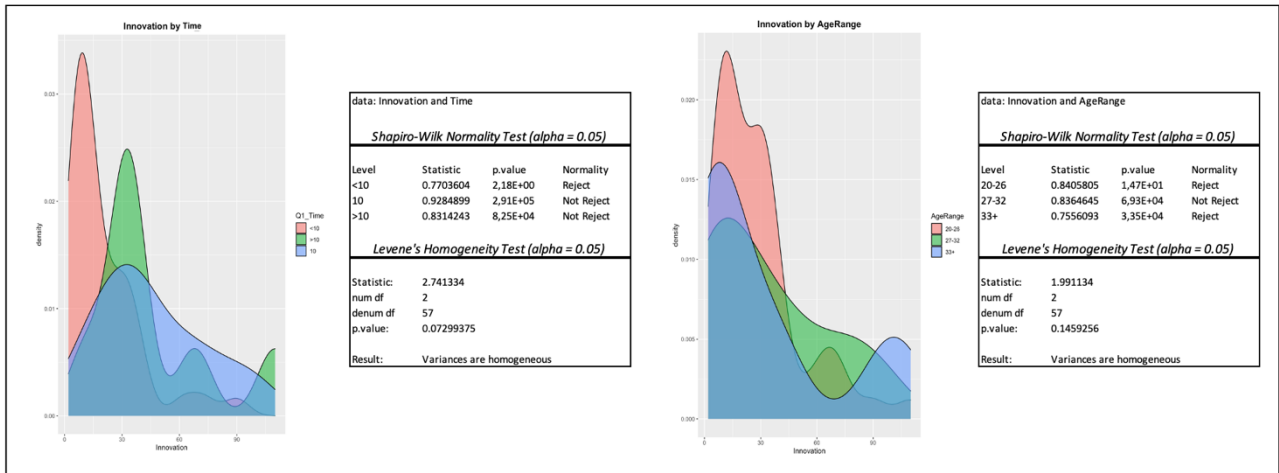 Innovation by Time
0.03
0.02
0.01
0.00
density
0 30 60 90
Innovation
Q1_Time
<10
>10
10
data: Innovation and Time
Shapiro-Wilk Normality Test (alpha = 0.05)
Level Statistic p.value Normality
<10 0.7703604 2,18E+00 Reject
10 0.9284899 2,91E+05 Not Reject
>10 0.8314243 8,25E+04 Not Reject
Levene's Homogeneity Test (alpha = 0.05)
Statistic: 2.741334
num df 2
denum df 57
p.value: 0.07299375
Result: Variances are homogeneous
Innovation by AgeRange
0.020
0.015
0.010
0.005
0.000
density
0 30 60 90
Innovation
AgeRange
20-26
27-32
33+
data: Innovation and AgeRange
Shapiro-Wilk Normality Test (alpha = 0.05)
Level Statistic p.value Normality
20-26 0.8405805 1,47E+01 Reject
27-32 0.8364645 6,93E+04 Not Reject
33+ 0.7556093 3,35E+04 Reject
Levene's Homogeneity Test (alpha = 0.05)
Statistic: 1.991134
num df 2
denum df 57
p.value: 0.1459256
Result: Variances are homogeneous